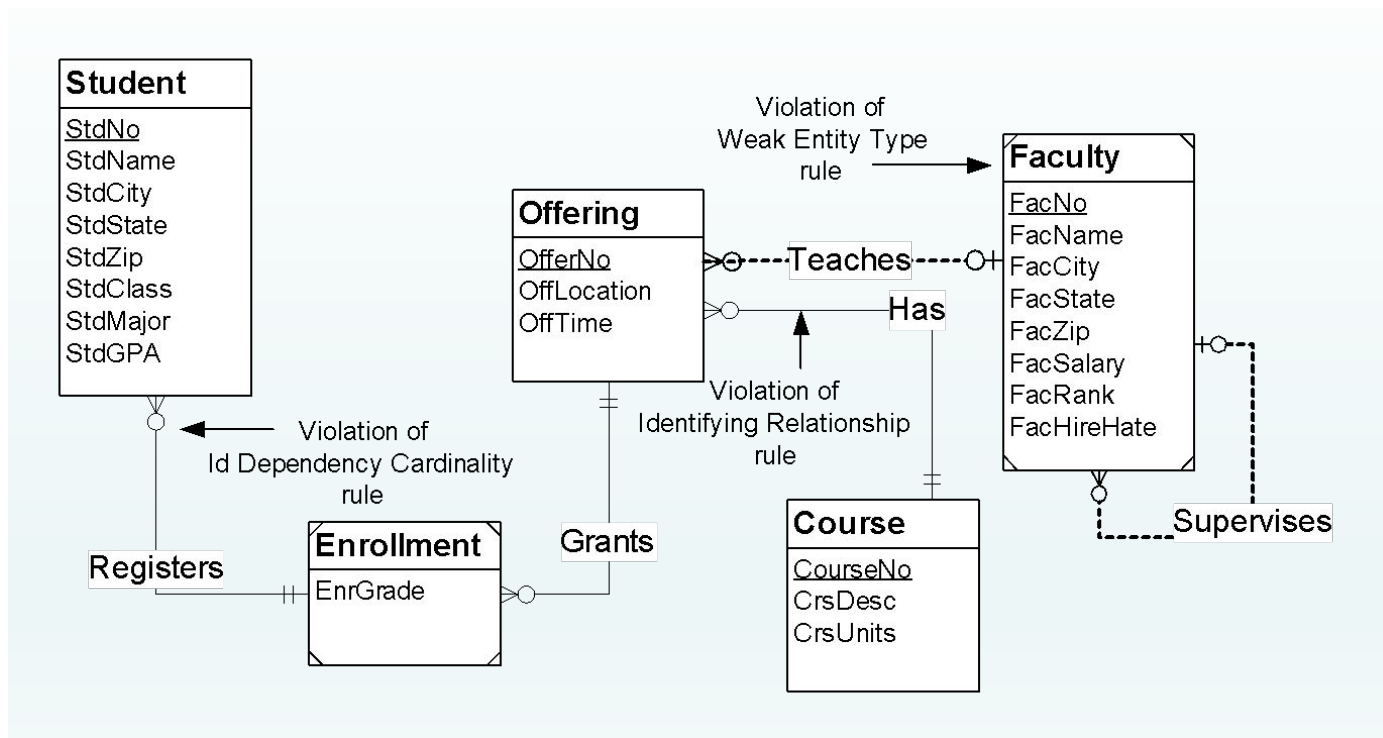 Student
StdNo
StdName
StdCity
StdState
StdZip
StdClass
StdMajor
StdGPA
Violation of
Id Dependency Cardinality
rule
Registers
Enrollment
EnrGrade
Grants
Offering
OfferNo
OffLocation
OffTime
Teaches
Has
Violation of
Identifying Relationship
rule
Course
CourseNo
CrsDesc
CrsUnits
Violation of
Weak Entity Type
rule
Faculty
FacNo
FacName
FacCity
FacState
FacZip
FacSalary
FacRank
FacHireHate
Supervises